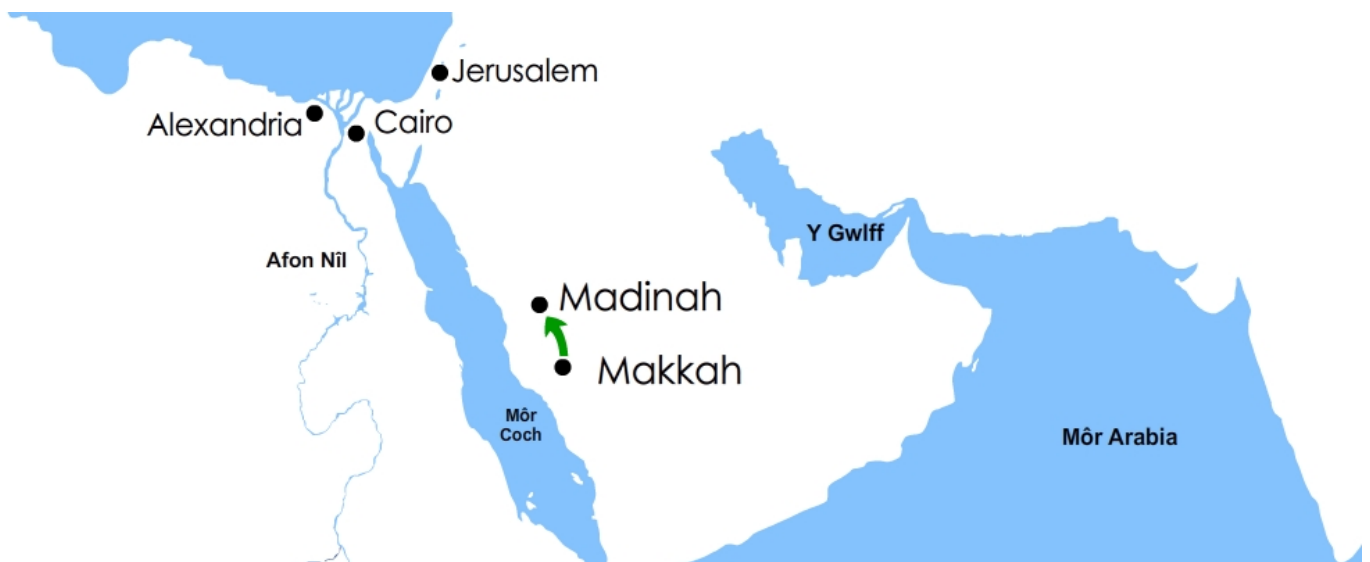 Jerusalem
Alexandria
Cairo
Y Gwlff
Afon Nîl
Madinah
Makkah
Môr
Coch
Môr Arabia